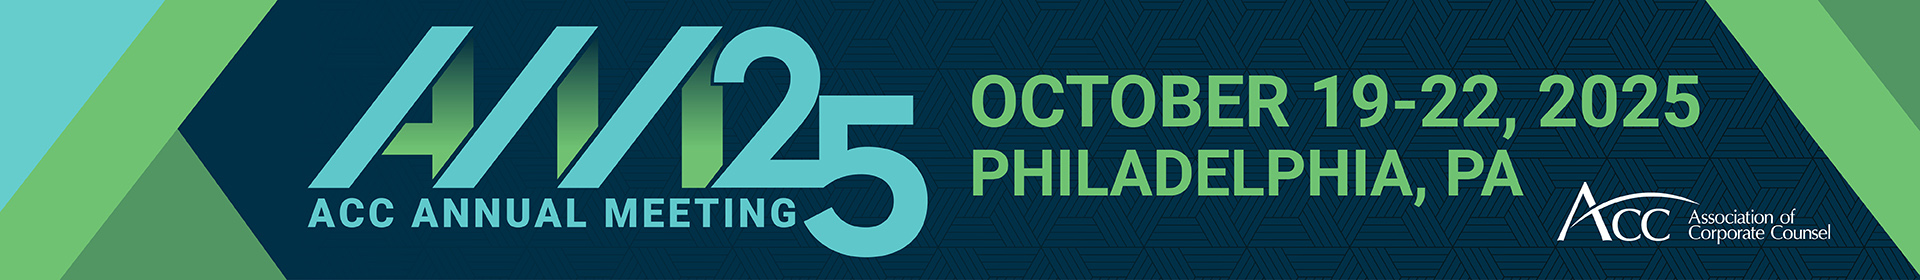 AM25
ACC ANNUAL MEETING
OCTOBER 19-22, 2025
PHILADELPHIA, PA
ACC
Association of
Corporate Counsel